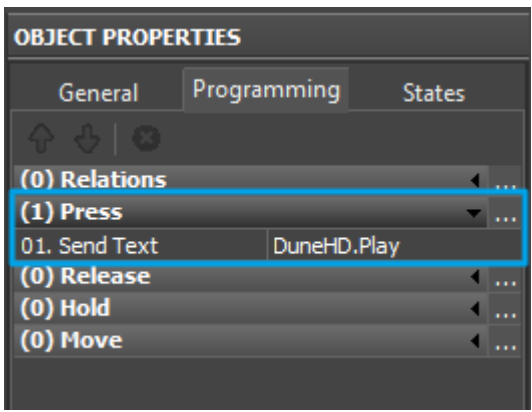 OBJECT PROPERTIES
General Programming States
(0) Relations ...
(1) Press ...
01. Send Text DuneHD.Play
(0) Release ...
(0) Hold ...
(0) Move ...